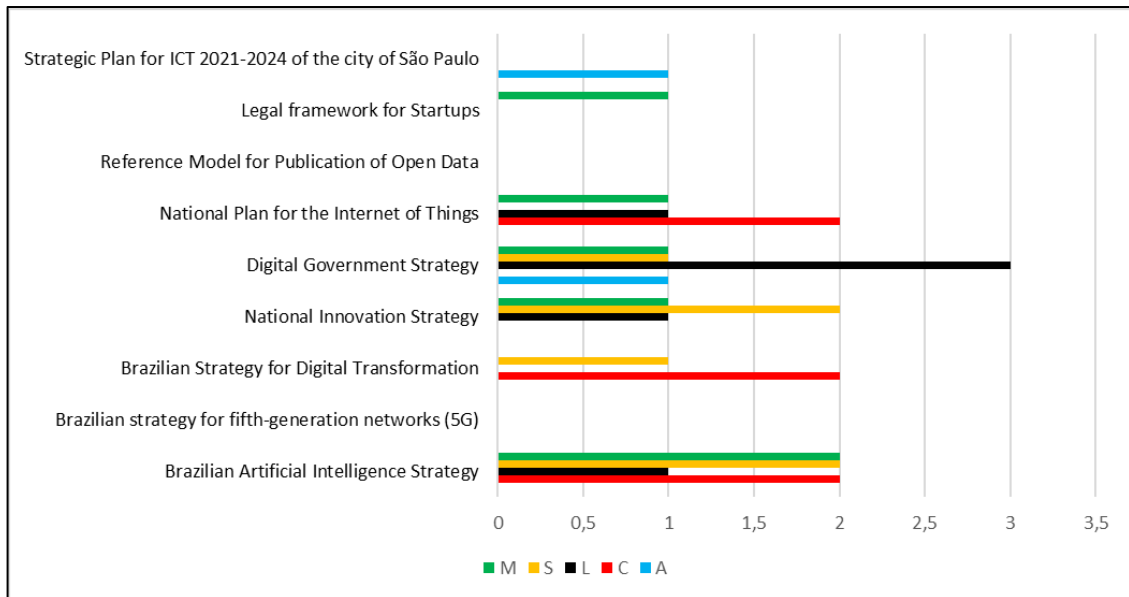 Strategic Plan for ICT 2021-2024 of the city of São Paulo
Legal framework for Startups
Reference Model for Publication of Open Data
National Plan for the Internet of Things
Digital Government Strategy
National Innovation Strategy
Brazilian Strategy for Digital Transformation
Brazilian strategy for fifth-generation networks (5G)
Brazilian Artificial Intelligence Strategy
0 0,5 1 1,5 2 2,5 3 3,5
M S L C A